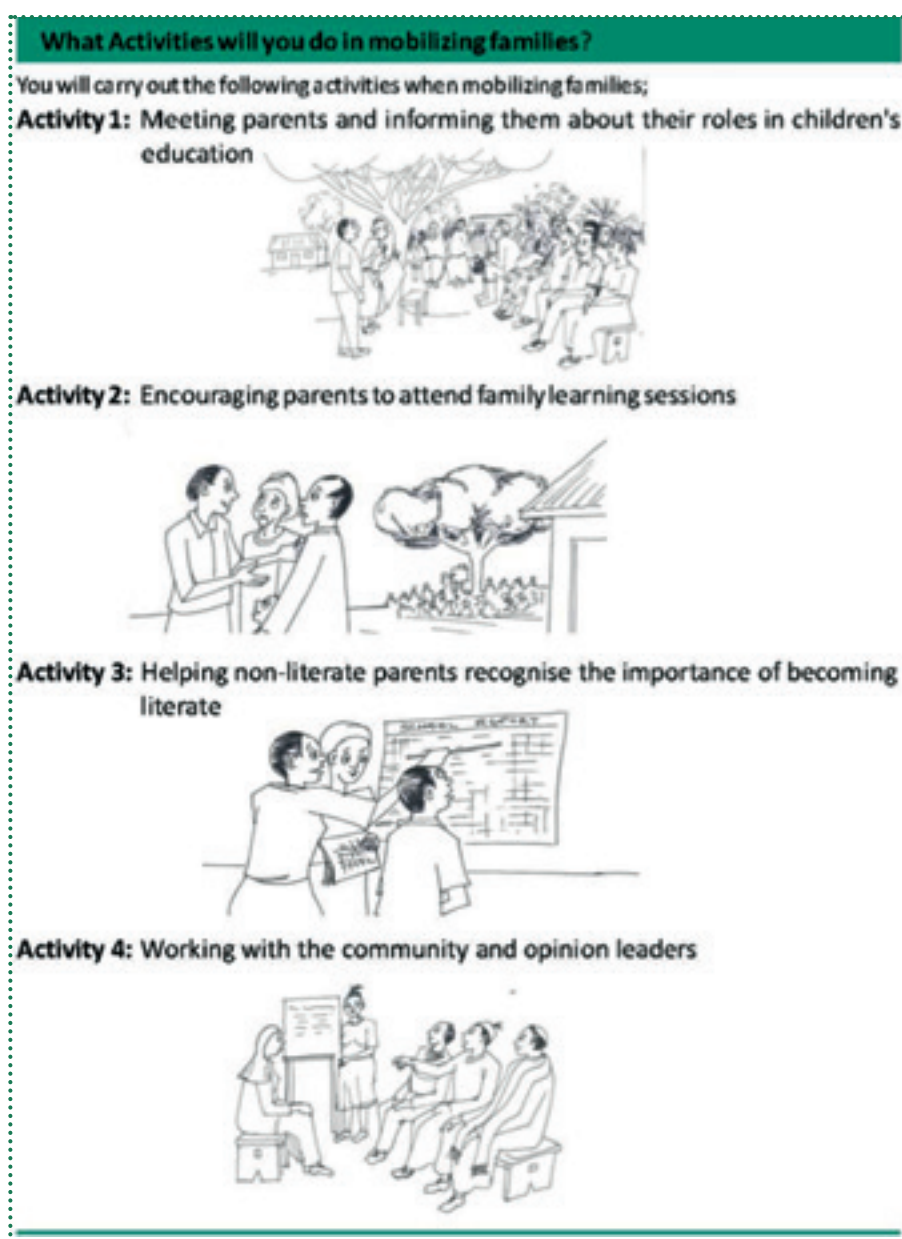 What Activities will you do in mobilizing families?
You will carry out the following activities when mobilizing families;
Activity 1: Meeting parents and informing them about their roles in children's
education
Activity 2: Encouraging parents to attend family learning sessions
Activity 3: Helping non-literate parents recognise the importance of becoming
literate
SCHOOL REPORT
Activity 4: Working with the community and opinion leaders